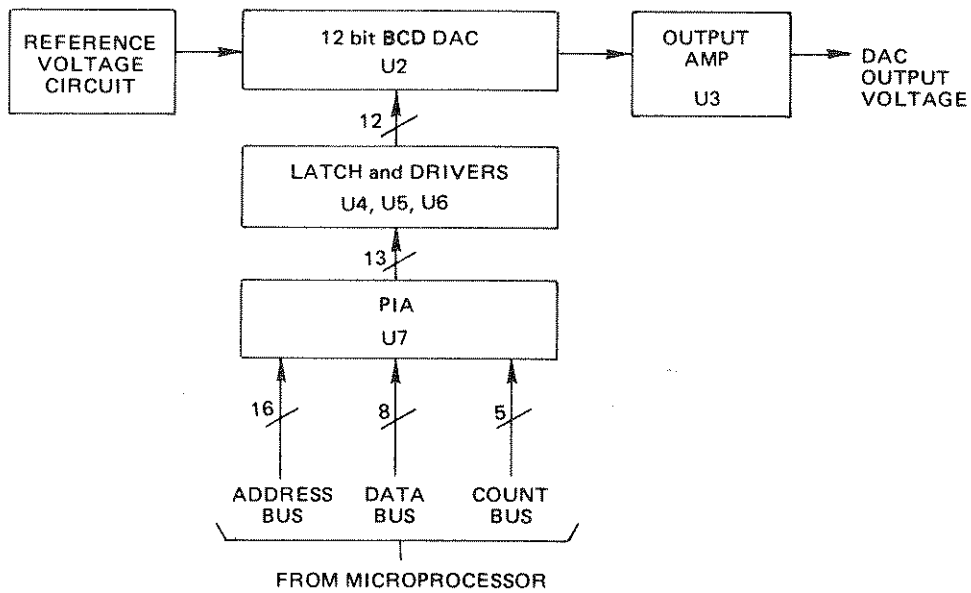 REFERENCE
VOLTAGE
CIRCUIT
12 bit BCD DAC
U2
OUTPUT
AMP
U3
DAC
OUTPUT
VOLTAGE
12
LATCH and DRIVERS
U4, U5, U6
13
PIA
U7
16
8
5
ADDRESS
BUS
DATA
BUS
COUNT
BUS
FROM MICROPROCESSOR